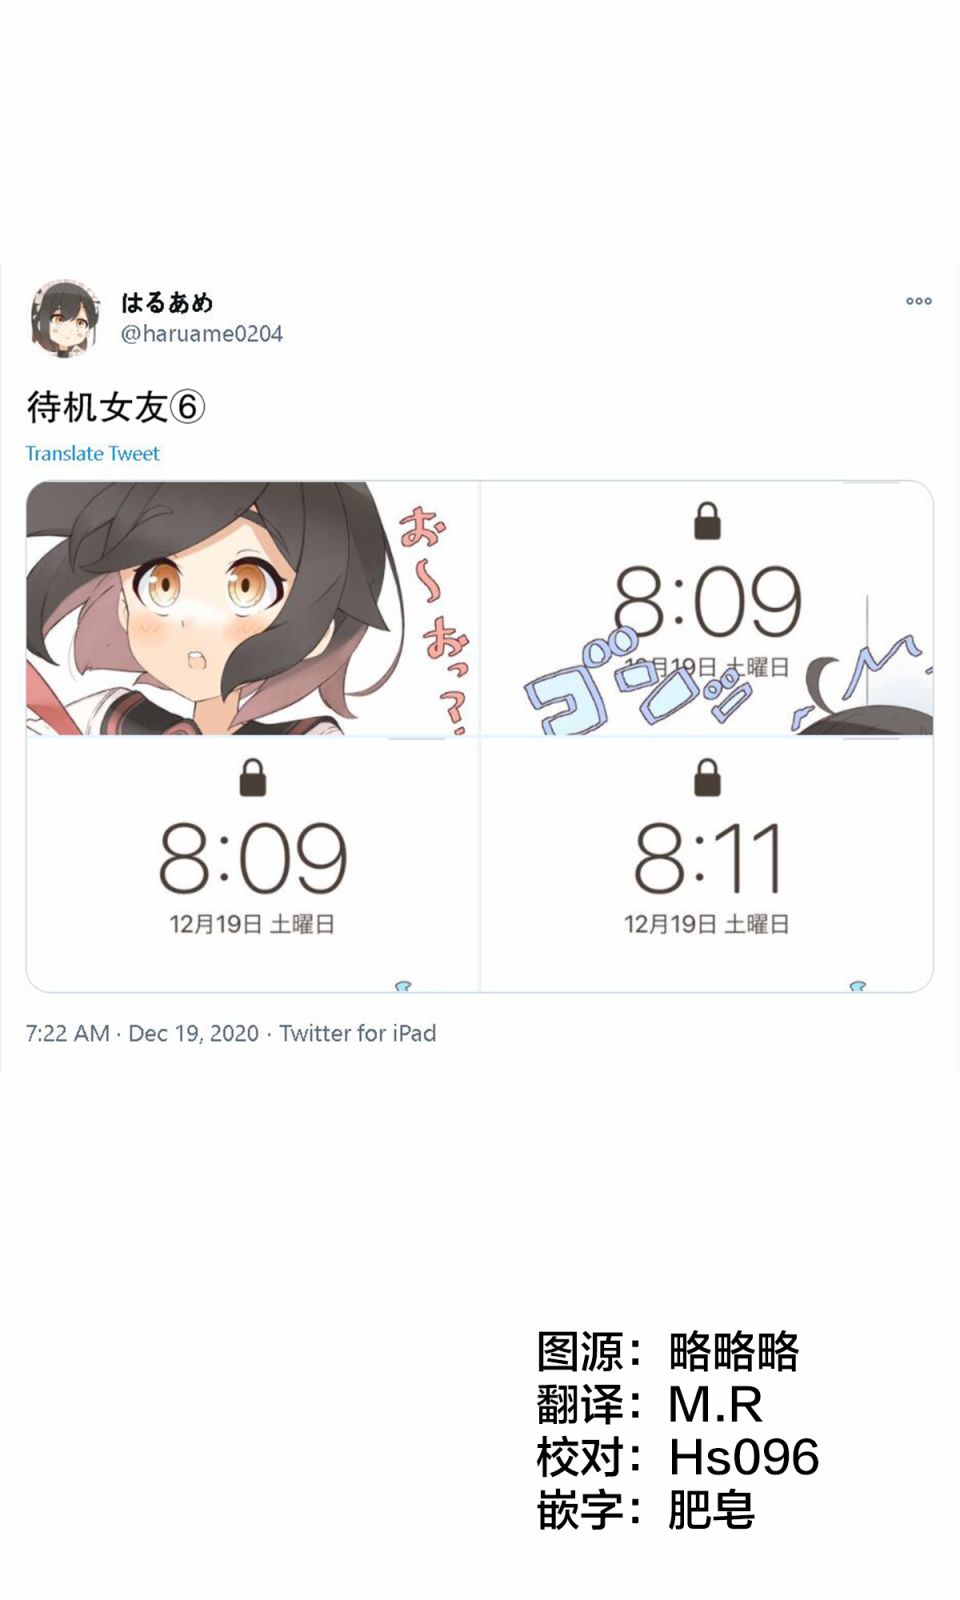 はるあめ
@haruame0204
待机女友⑥
Translate Tweet
お〜おっ?
8:09
12月19日 土曜日
ゴンッ
8:09
12月19日 土曜日
8:11
12月19日 土曜日
7:22 AM · Dec 19, 2020 · Twitter for iPad
图源：略略略
翻译：M.R
校对：Hs096
嵌字：肥皂